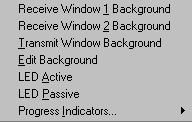 Receive Window 1 Background
Receive Window 2 Background
Transmit Window Background
Edit Background
LED Active
LED Passive
Progress Indicators...